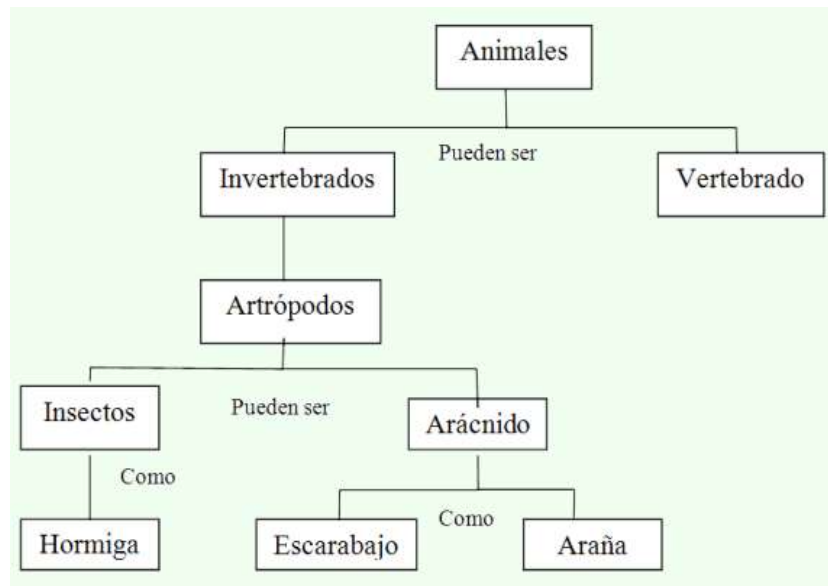 Animales
Pueden ser
Invertebrados
Vertebrado
Artrópodos
Insectos
Pueden ser
Arácnido
Como
Hormiga
Escarabajo
Como
Araña